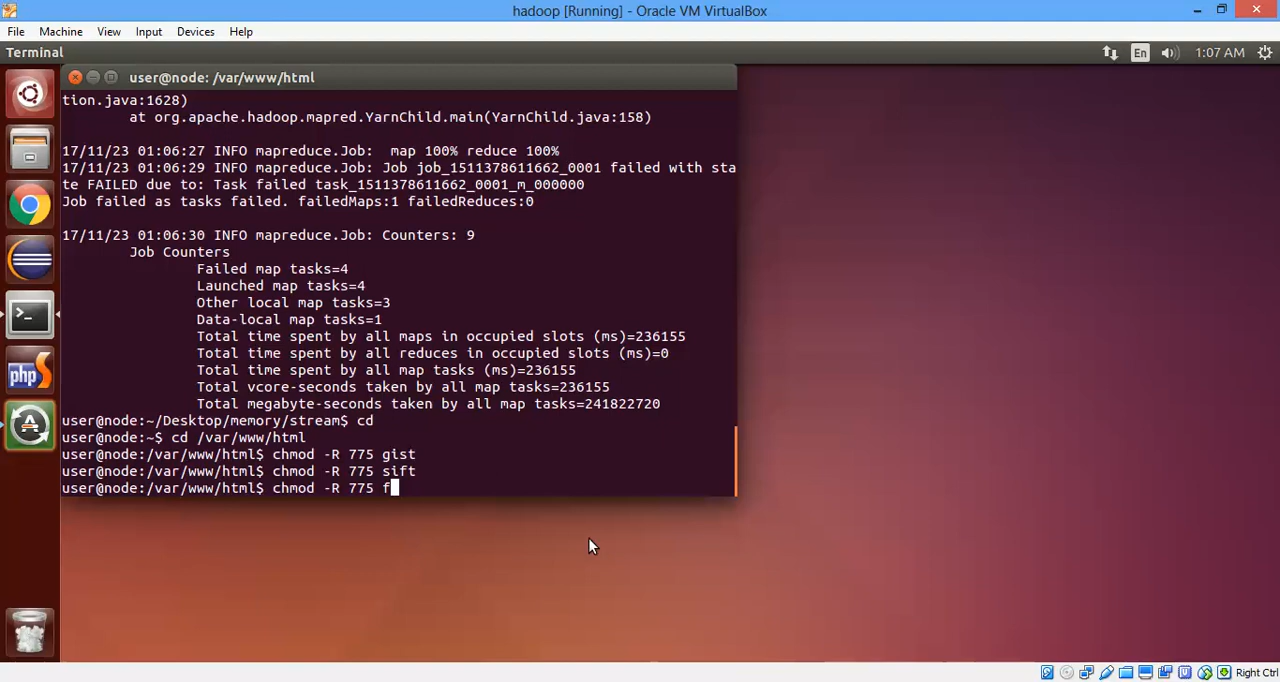 hadoop [Running] - Oracle VM VirtualBox
File Machine View Input Devices Help
Terminal En 1:07 AM
user@node: /var/www/html
tion.java:1628)
at org.apache.hadoop.mapred.YarnChild.main(YarnChild.java:158)
17/11/23 01:06:27 INFO mapreduce.Job:  map 100% reduce 100%
17/11/23 01:06:29 INFO mapreduce.Job: Job job_1511378611662_0001 failed with sta
te FAILED due to: Task failed task_1511378611662_0001_m_000000
Job failed as tasks failed. failedMaps:1 failedReduces:0
17/11/23 01:06:30 INFO mapreduce.Job: Counters: 9
Job Counters
Failed map tasks=4
Launched map tasks=4
Other local map tasks=3
Data-local map tasks=1
Total time spent by all maps in occupied slots (ms)=236155
Total time spent by all reduces in occupied slots (ms)=0
Total time spent by all map tasks (ms)=236155
Total vcore-seconds taken by all map tasks=236155
Total megabyte-seconds taken by all map tasks=241822720
user@node:~/Desktop/memory/stream$ cd
user@node:~$ cd /var/www/html
user@node:/var/www/html$ chmod -R 775 gist
user@node:/var/www/html$ chmod -R 775 sift
user@node:/var/www/html$ chmod -R 775 f
>_
php S
A
Right Ctrl